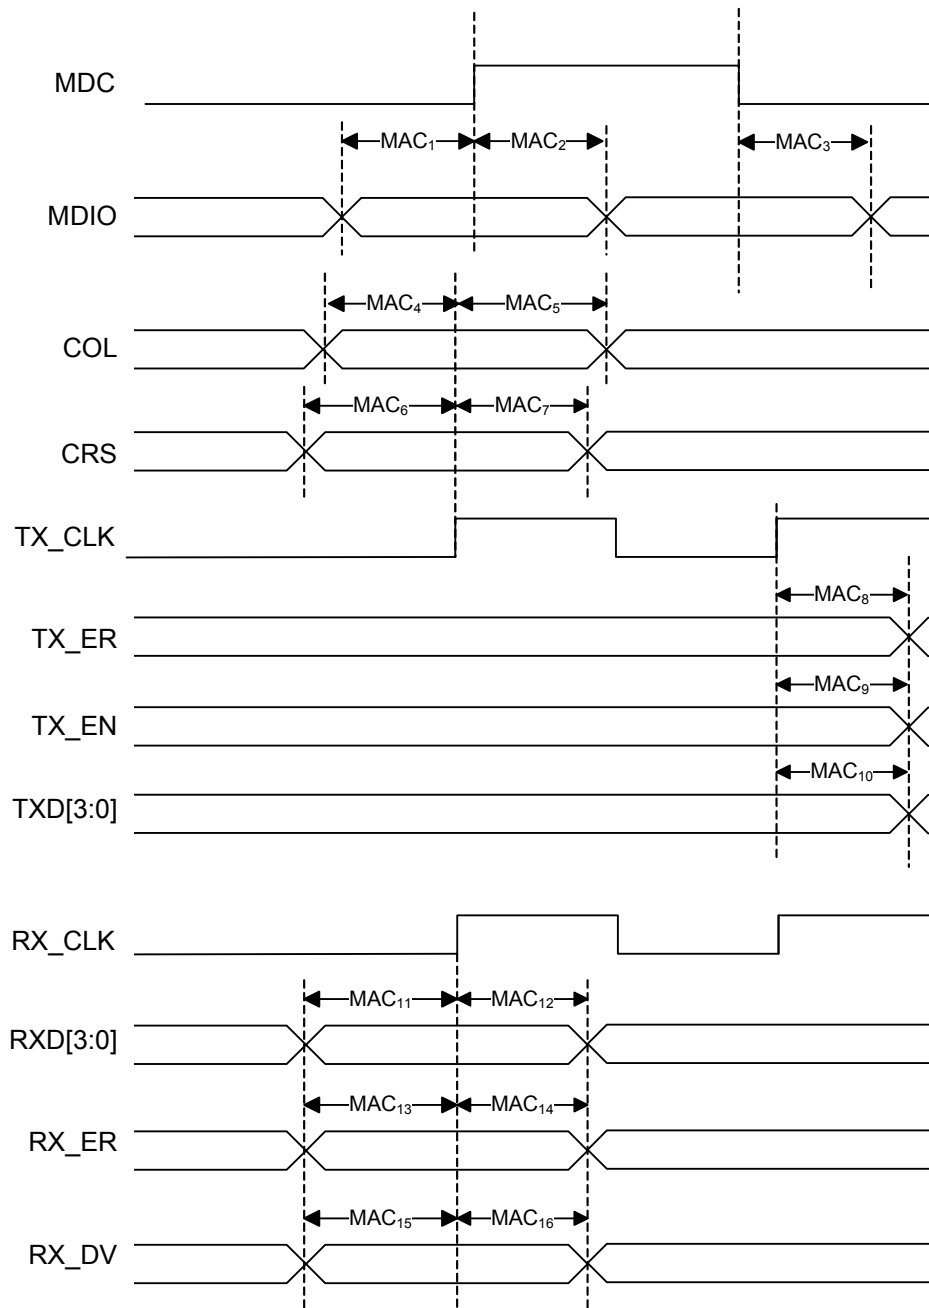 MDC
MAC₁ MAC₂ MAC₃
MDIO
MAC₄ MAC₅
COL
MAC₆ MAC₇
CRS
TX_CLK
MAC₈
TX_ER
MAC₉
TX_EN
MAC₁₀
TXD[3:0]
RX_CLK
MAC₁₁ MAC₁₂
RXD[3:0]
MAC₁₃ MAC₁₄
RX_ER
MAC₁₅ MAC₁₆
RX_DV